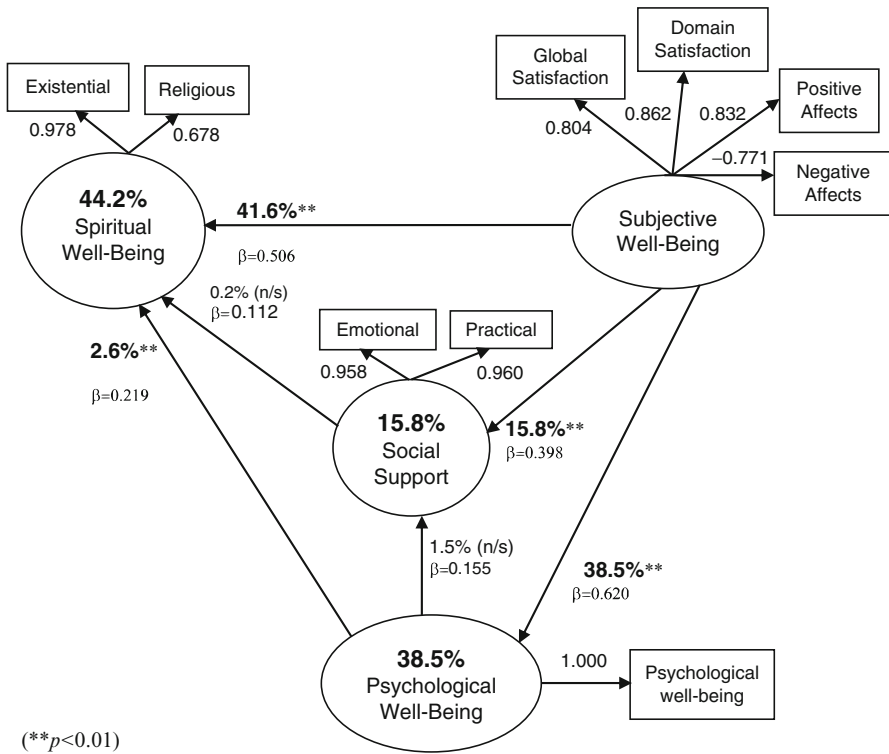 Existential
0.978
Religious
0.678
Global
Satisfaction
0.804
Domain
Satisfaction
0.862
Positive
Affects
0.832
Negative
Affects
−0.771
44.2%
Spiritual
Well-Being
41.6%**
β=0.506
Subjective
Well-Being
0.2% (n/s)
β=0.112
2.6%**
β=0.219
Emotional
0.958
Practical
0.960
15.8%
Social
Support
15.8%**
β=0.398
1.5% (n/s)
β=0.155
38.5%**
β=0.620
38.5%
Psychological
Well-Being
1.000
Psychological
well-being
(**p<0.01)